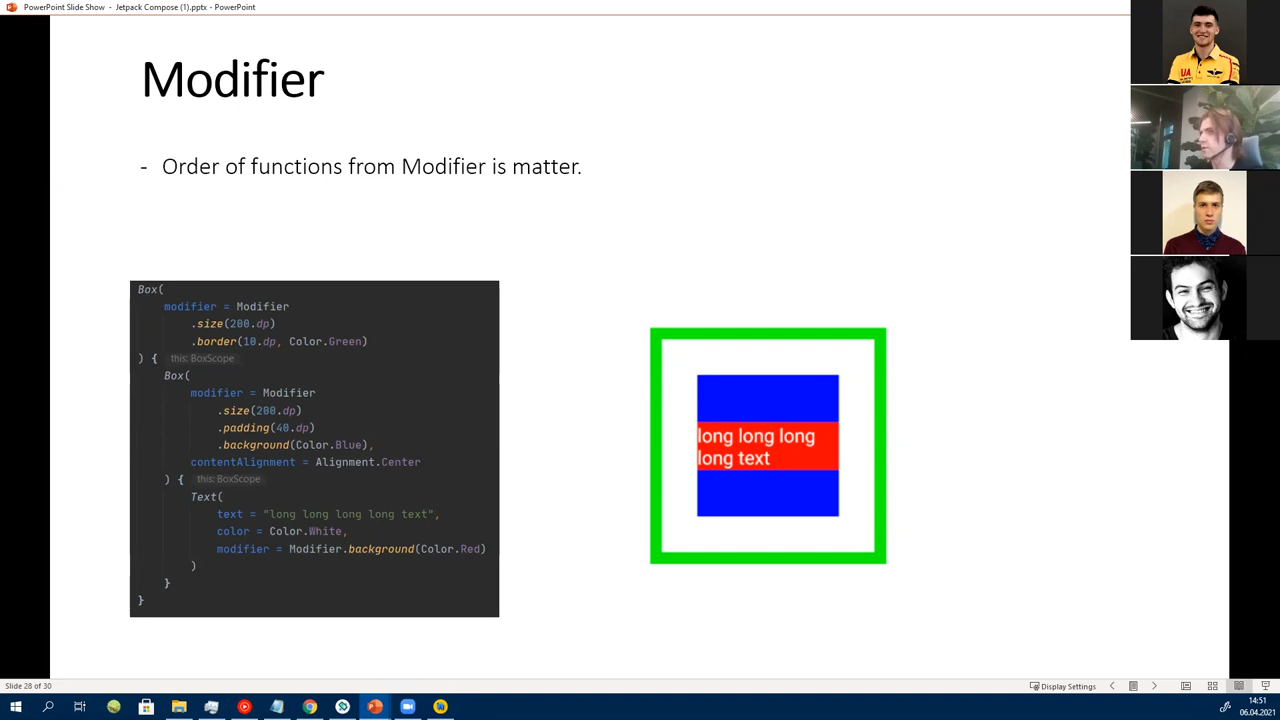 PowerPoint Slide Show - Jetpack Compose (1).pptx - PowerPoint
Modifier
- Order of functions from Modifier is matter.
Box(
modifier = Modifier
.size(200.dp)
.border(10.dp, Color.Green)
) { this: BoxScope
Box(
modifier = Modifier
.size(200.dp)
.padding(40.dp)
.background(Color.Blue),
contentAlignment = Alignment.Center
) { this: BoxScope
Text(
text = "long long long long text",
color = Color.White,
modifier = Modifier.background(Color.Red)
)
}
}
long long long
long text
UA
Slide 28 of 30
Display Settings
14:51
06.04.2021